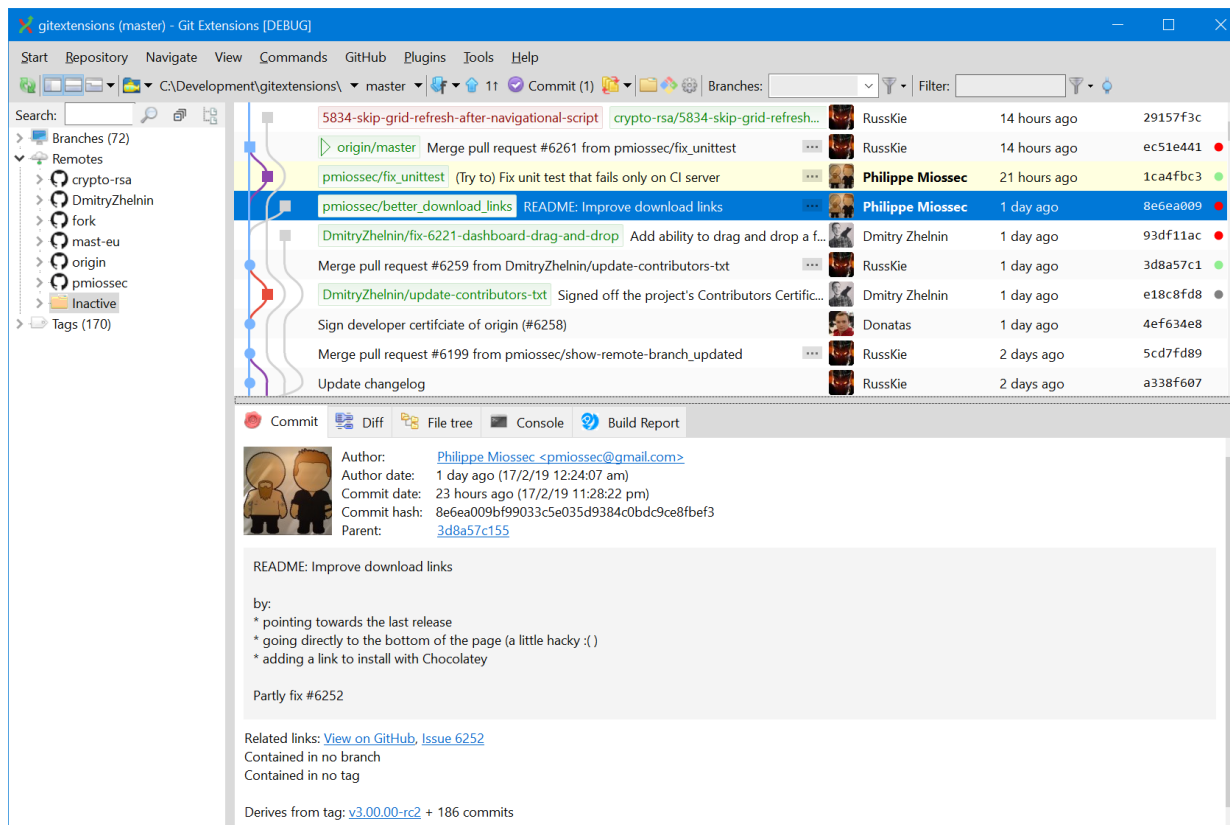 gitextensions (master) - Git Extensions [DEBUG]
Start Repository Navigate View Commands GitHub Plugins Tools Help
C:\Development\gitextensions\ master 1↑ Commit (1) Branches: Filter:
Search:
Branches (72)
Remotes
crypto-rsa
DmitryZhelnin
fork
mast-eu
origin
pmiossec
Inactive
Tags (170)
5834-skip-grid-refresh-after-navigational-script crypto-rsa/5834-skip-grid-refresh... RussKie 14 hours ago 29157f3c
origin/master Merge pull request #6261 from pmiossec/fix_unittest ... RussKie 14 hours ago ec51e441
pmiossec/fix_unittest (Try to) Fix unit test that fails only on CI server ... Philippe Miossec 21 hours ago 1ca4fbc3
pmiossec/better_download_links README: Improve download links ... Philippe Miossec 1 day ago 8e6ea009
DmitryZhelnin/fix-6221-dashboard-drag-and-drop Add ability to drag and drop a f... Dmitry Zhelnin 1 day ago 93df11ac
Merge pull request #6259 from DmitryZhelnin/update-contributors-txt ... RussKie 1 day ago 3d8a57c1
DmitryZhelnin/update-contributors-txt Signed off the project's Contributors Certific... Dmitry Zhelnin 1 day ago e18c8fd8
Sign developer certifciate of origin (#6258) Donatas 1 day ago 4ef634e8
Merge pull request #6199 from pmiossec/show-remote-branch_updated ... RussKie 2 days ago 5cd7fd89
Update changelog RussKie 2 days ago a338f607
Commit Diff File tree Console Build Report
Author: Philippe Miossec <pmiossec@gmail.com>
Author date: 1 day ago (17/2/19 12:24:07 am)
Commit date: 23 hours ago (17/2/19 11:28:22 pm)
Commit hash: 8e6ea009bf99033c5e035d9384c0bdc9ce8fbef3
Parent: 3d8a57c155
README: Improve download links
by:
* pointing towards the last release
* going directly to the bottom of the page (a little hacky :( )
* adding a link to install with Chocolatey
Partly fix #6252
Related links: View on GitHub, Issue 6252
Contained in no branch
Contained in no tag
Derives from tag: v3.00.00-rc2 + 186 commits